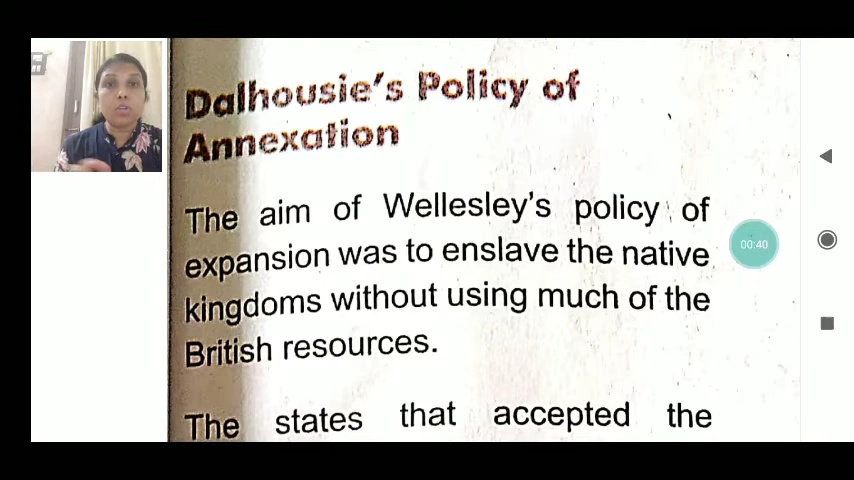 Dalhousie's Policy of
Annexation
The aim of Wellesley's policy of
expansion was to enslave the native
kingdoms without using much of the
British resources.
The states that accepted the
00:40